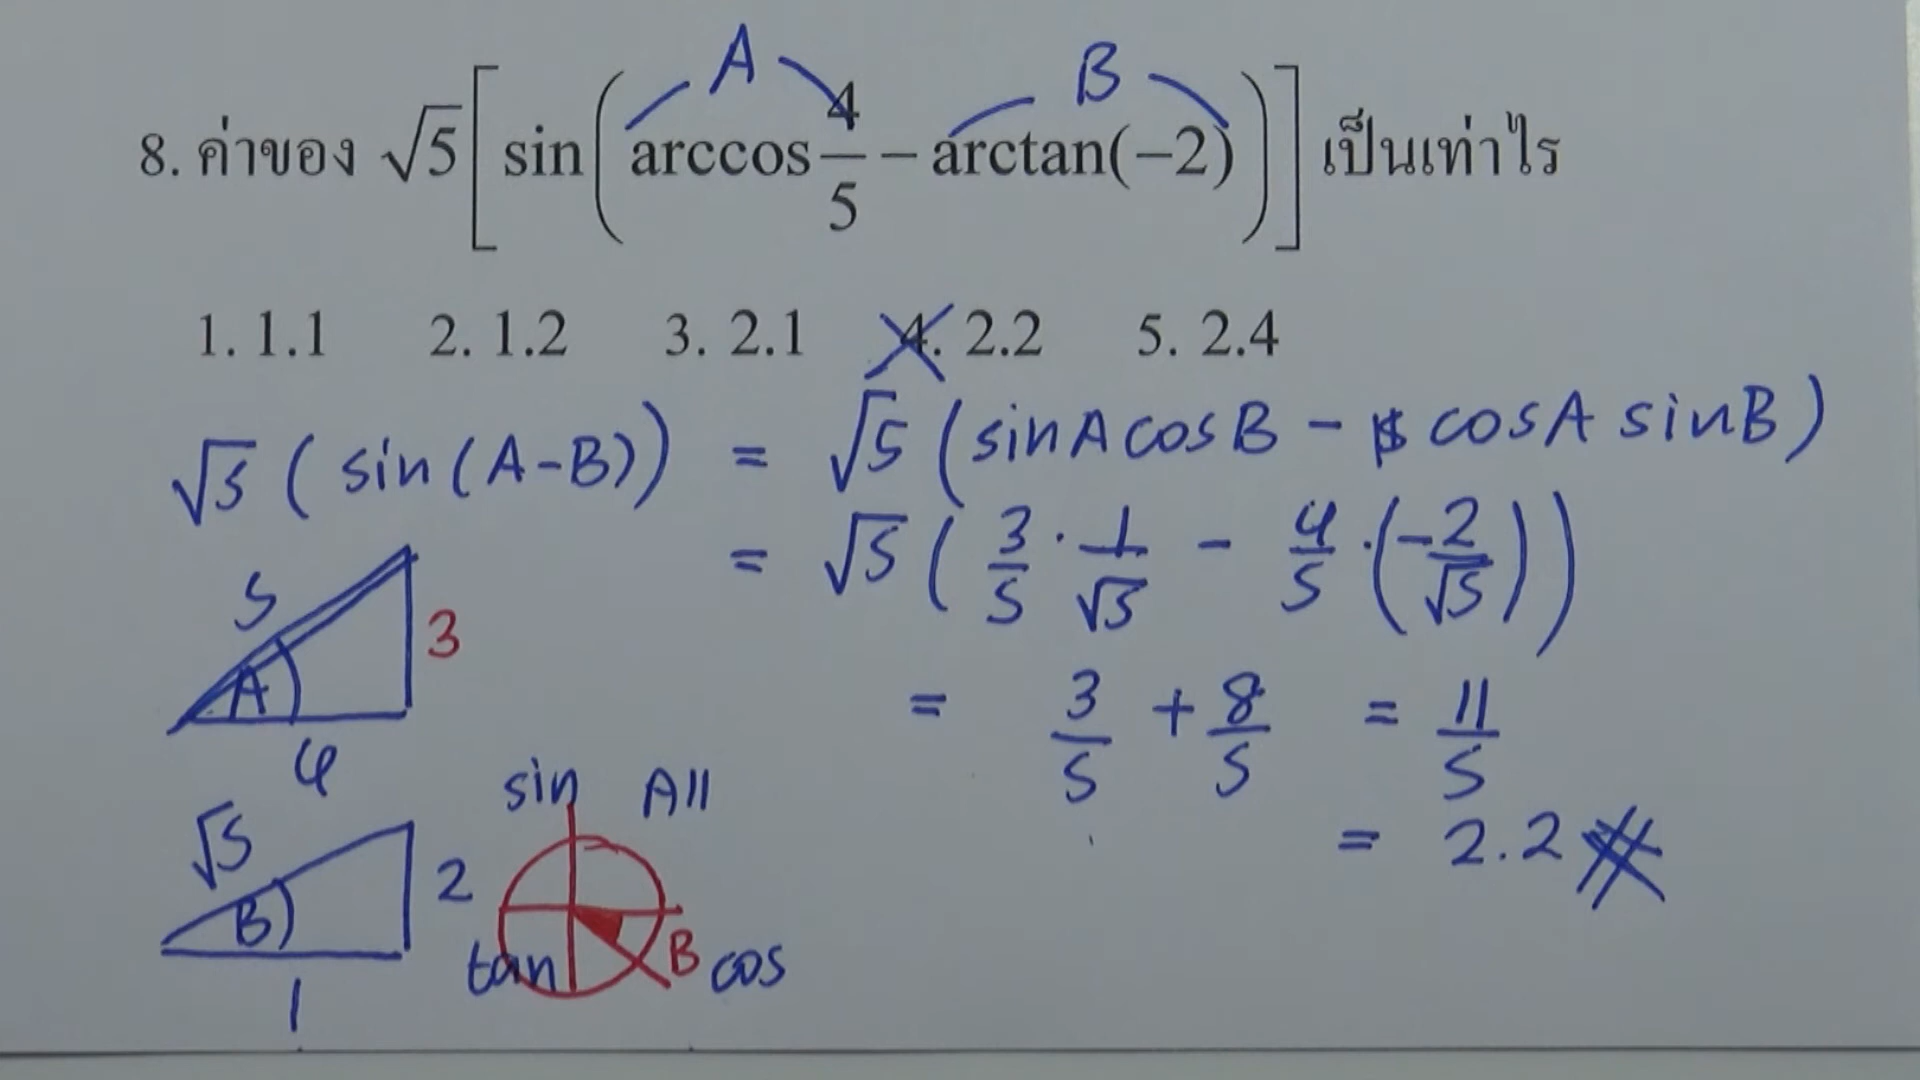 A B
8. ค่าของ √5[sin(arccos 4/5 − arctan(−2))] เป็นเท่าไร
1. 1.1 2. 1.2 3. 2.1 4. 2.2 5. 2.4
√5 (sin(A-B)) = √5 (sinA cosB - cosA sinB)
= √5 (3/5 · 1/√5 - 4/5 · (-2/√5))
5 A 3
4
= 3/5 + 8/5 = 11/5
= 2.2
sin All
√5 B 2
1
tan B cos